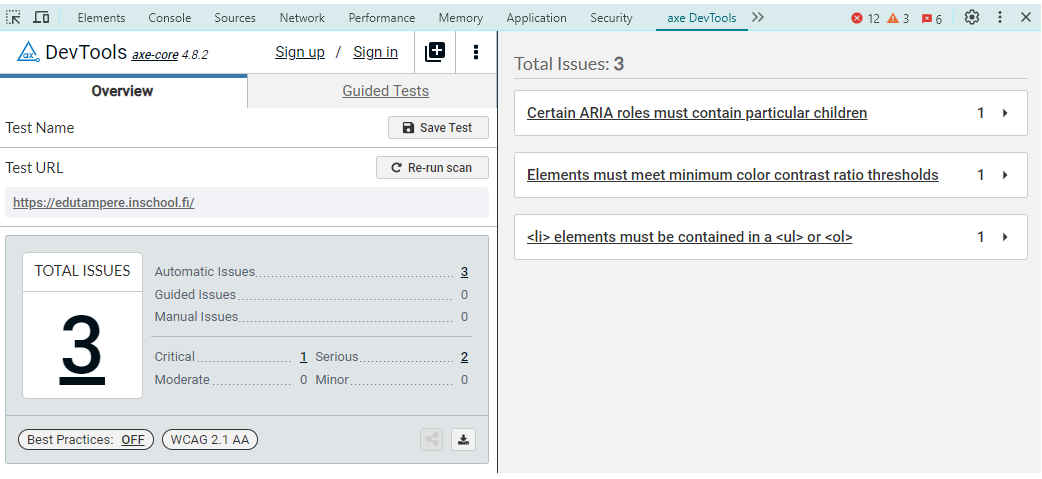 Elements Console Sources Network Performance Memory Application Security axe DevTools 12 3 6
ax DevTools axe-core 4.8.2 Sign up / Sign in
Overview Guided Tests
Test Name Save Test
Test URL Re-run scan
https://edutampere.inschool.fi/
TOTAL ISSUES
3
Automatic Issues 3
Guided Issues 0
Manual Issues 0
Critical 1 Serious 2
Moderate 0 Minor 0
Best Practices: OFF WCAG 2.1 AA
Total Issues: 3
Certain ARIA roles must contain particular children 1
Elements must meet minimum color contrast ratio thresholds 1
<li> elements must be contained in a <ul> or <ol> 1